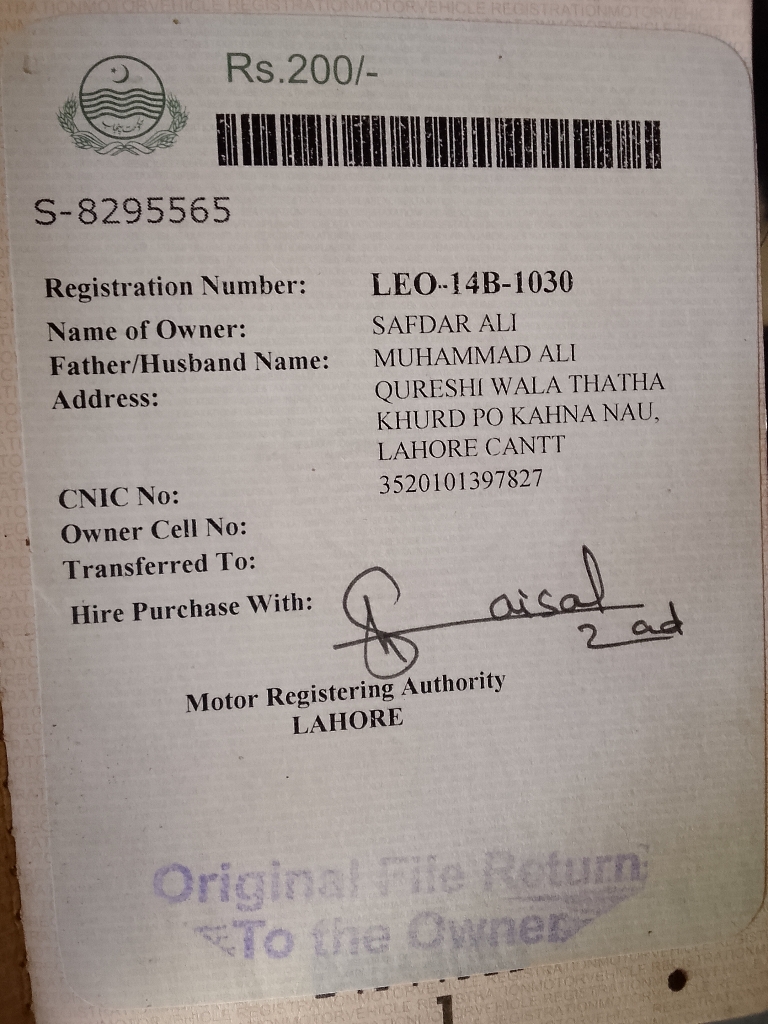 Rs.200/-
S-8295565
Registration Number: LEO-14B-1030
Name of Owner: SAFDAR ALI
Father/Husband Name: MUHAMMAD ALI
Address: QURESHI WALA THATHA
KHURD PO KAHNA NAU,
LAHORE CANTT
CNIC No: 3520101397827
Owner Cell No:
Transferred To:
Hire Purchase With:
aisal
Motor Registering Authority
LAHORE
Original File Return
To the Owner
1